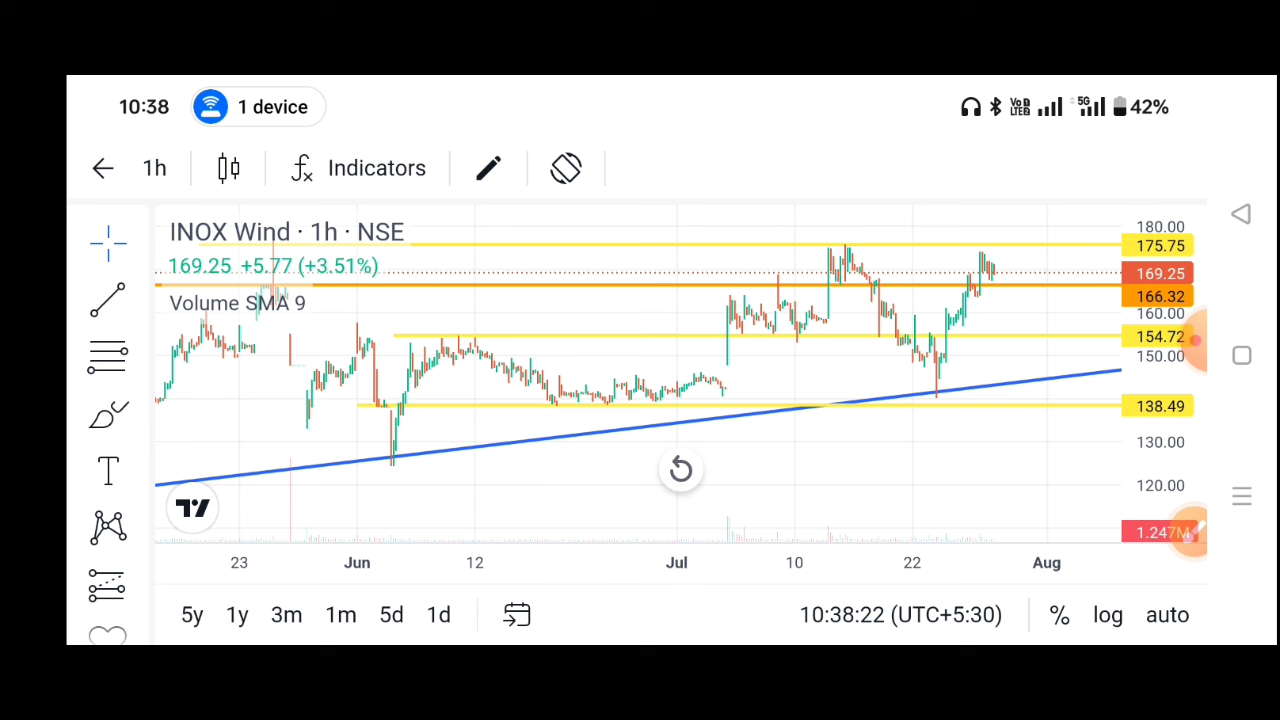 10:38 1 device VoD LTE2 5G 42%
1h Indicators
INOX Wind · 1h · NSE
169.25 +5.77 (+3.51%)
Volume SMA 9
180.00
175.75
169.25
166.32
160.00
154.72
150.00
138.49
130.00
120.00
1.247M
23 Jun 12 Jul 10 22 Aug
5y 1y 3m 1m 5d 1d 10:38:22 (UTC+5:30) % log auto